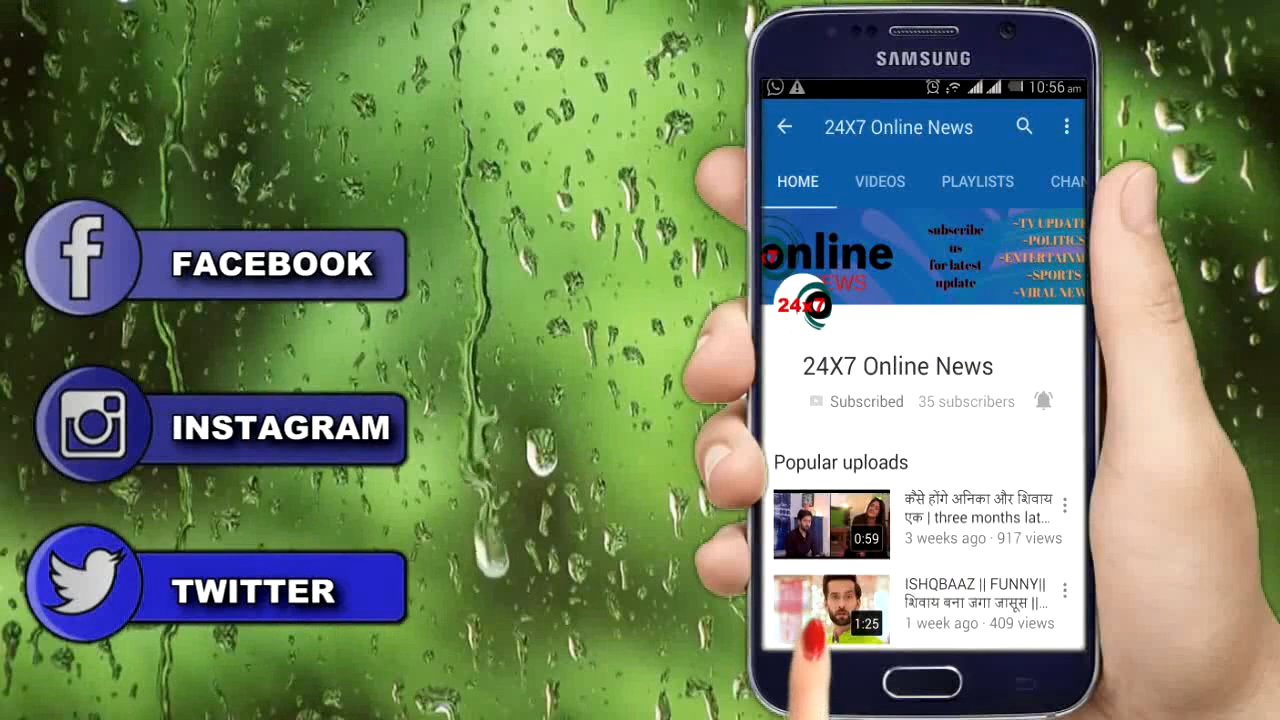 FACEBOOK
INSTAGRAM
TWITTER
SAMSUNG
10:56 am
24X7 Online News
HOME VIDEOS PLAYLISTS CHAN
online
EWS
24x7
subscribe
us
for latest
update
~TV UPDATE
~POLITICS
~ENTERTAINM
~SPORTS
~VIRAL NEW
24X7 Online News
Subscribed 35 subscribers
Popular uploads
0:59
कैसे होंगे अनिका और शिवाय
एक | three months lat...
3 weeks ago · 917 views
1:25
ISHQBAAZ || FUNNY||
शिवाय बना जगा जासूस ||...
1 week ago · 409 views